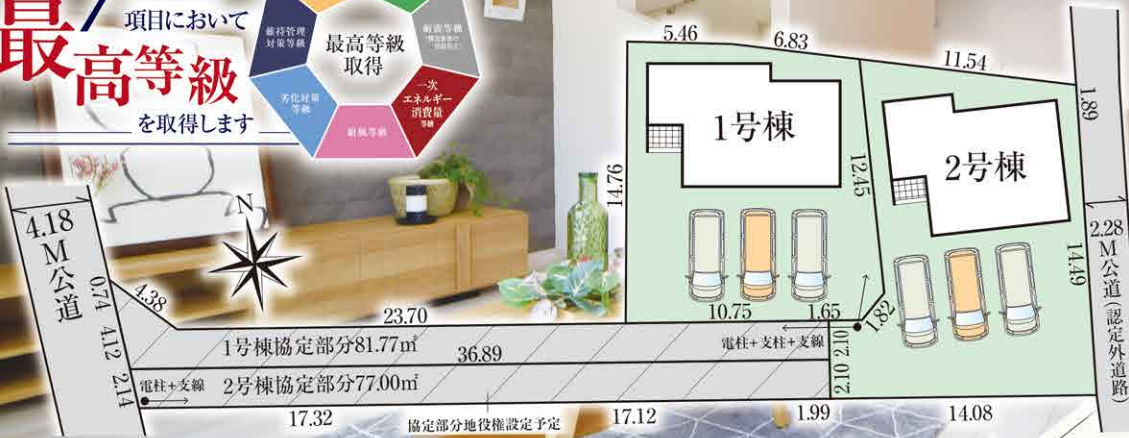 最
項目において
高等級
を取得します
維持管理
対策等級
最高等級
取得
耐震等級
劣化対策
等級
一次
エネルギー
消費量
等級
耐風等級
5.46
6.83
11.54
1.89
1号棟
2号棟
14.76
12.45
N
4.18
M公道
2.28
M公道(認定外道路)
14.49
0.74
4.38
4.12
2.14
23.70
10.75
1.65
1.82
1号棟協定部分81.77㎡
36.89
電柱+支柱+支線
2.10
2.10
電柱+支線
2号棟協定部分77.00㎡
17.32
協定部分地役権設定予定
17.12
1.99
14.08